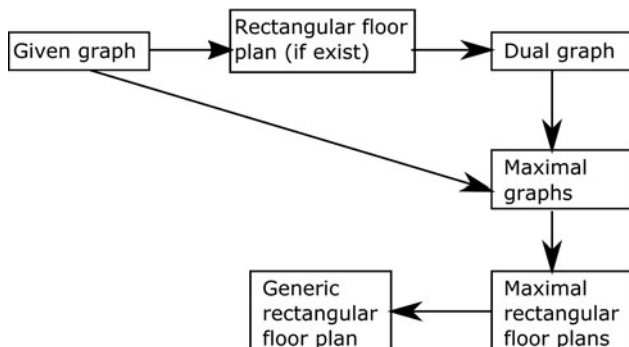 Given graph
Rectangular floor
plan (if exist)
Dual graph
Maximal
graphs
Generic
rectangular
floor plan
Maximal
rectangular
floor plans